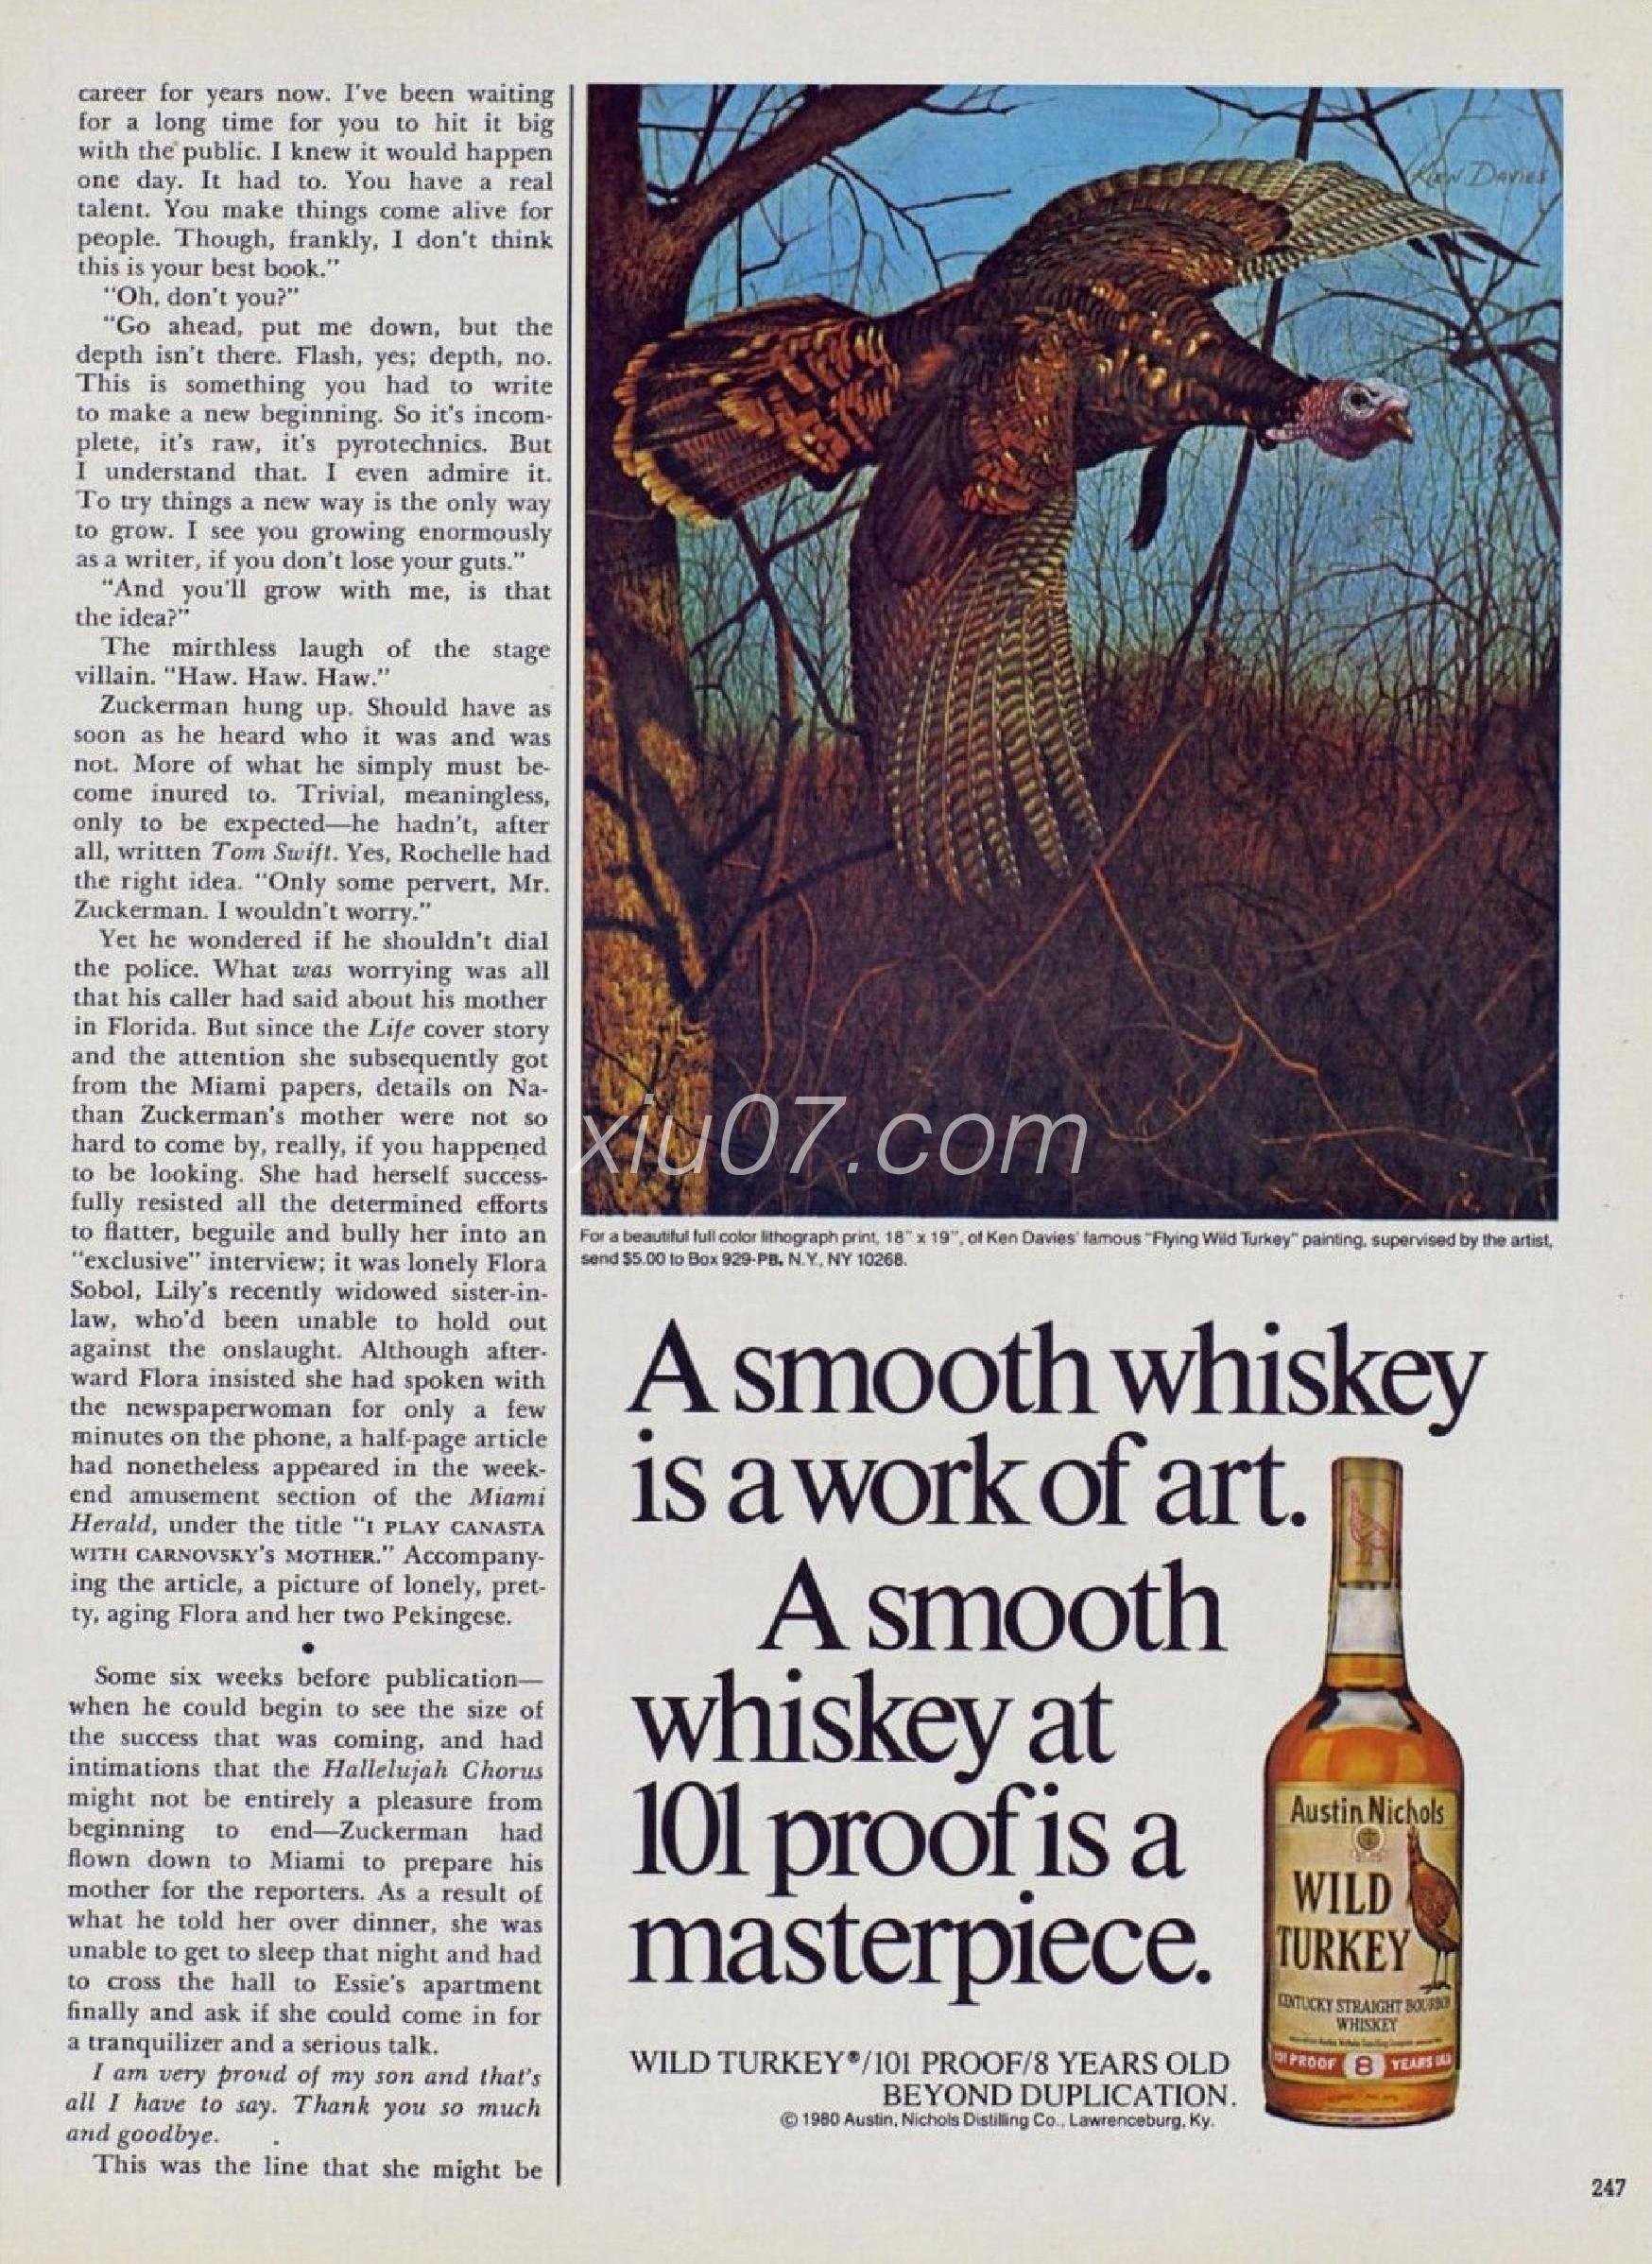 career for years now. I've been waiting
for a long time for you to hit it big
with the public. I knew it would happen
one day. It had to. You have a real
talent. You make things come alive for
people. Though, frankly, I don't think
this is your best book."
"Oh, don't you?"
"Go ahead, put me down, but the
depth isn't there. Flash, yes; depth, no.
This is something you had to write
to make a new beginning. So it's incom-
plete, it's raw, it's pyrotechnics. But
I understand that. I even admire it.
To try things a new way is the only way
to grow. I see you growing enormously
as a writer, if you don't lose your guts."
"And you'll grow with me, is that
the idea?"
The mirthless laugh of the stage
villain. "Haw. Haw. Haw."
Zuckerman hung up. Should have as
soon as he heard who it was and was
not. More of what he simply must be-
come inured to. Trivial, meaningless,
only to be expected—he hadn't, after
all, written Tom Swift. Yes, Rochelle had
the right idea. "Only some pervert, Mr.
Zuckerman. I wouldn't worry."
Yet he wondered if he shouldn't dial
the police. What was worrying was all
that his caller had said about his mother
in Florida. But since the Life cover story
and the attention she subsequently got
from the Miami papers, details on Na-
than Zuckerman's mother were not so
hard to come by, really, if you happened
to be looking. She had herself success-
fully resisted all the determined efforts
to flatter, beguile and bully her into an
"exclusive" interview; it was lonely Flora
Sobol, Lily's recently widowed sister-in-
law, who'd been unable to hold out
against the onslaught. Although after-
ward Flora insisted she had spoken with
the newspaperwoman for only a few
minutes on the phone, a half-page article
had nonetheless appeared in the week-
end amusement section of the Miami
Herald, under the title "I PLAY CANASTA
WITH CARNOVSKY'S MOTHER." Accompany-
ing the article, a picture of lonely, pret-
ty, aging Flora and her two Pekingese.
•
Some six weeks before publication—
when he could begin to see the size of
the success that was coming, and had
intimations that the Hallelujah Chorus
might not be entirely a pleasure from
beginning to end—Zuckerman had
flown down to Miami to prepare his
mother for the reporters. As a result of
what he told her over dinner, she was
unable to get to sleep that night and had
to cross the hall to Essie's apartment
finally and ask if she could come in for
a tranquilizer and a serious talk.
I am very proud of my son and that's
all I have to say. Thank you so much
and goodbye.
This was the line that she might be
Ken Davies
xiu07.com
For a beautiful full color lithograph print, 18" x 19", of Ken Davies' famous "Flying Wild Turkey" painting, supervised by the artist,
send $5.00 to Box 929-PB, N.Y., NY 10268.
A smooth whiskey
is a work of art.
A smooth
whiskey at
101 proof is a
masterpiece.
WILD TURKEY®/101 PROOF/8 YEARS OLD
BEYOND DUPLICATION.
© 1980 Austin, Nichols Distilling Co., Lawrenceburg, Ky.
Austin Nichols
WILD
TURKEY
KENTUCKY STRAIGHT BOURBON
WHISKEY
101 PROOF 8 YEARS OLD
247